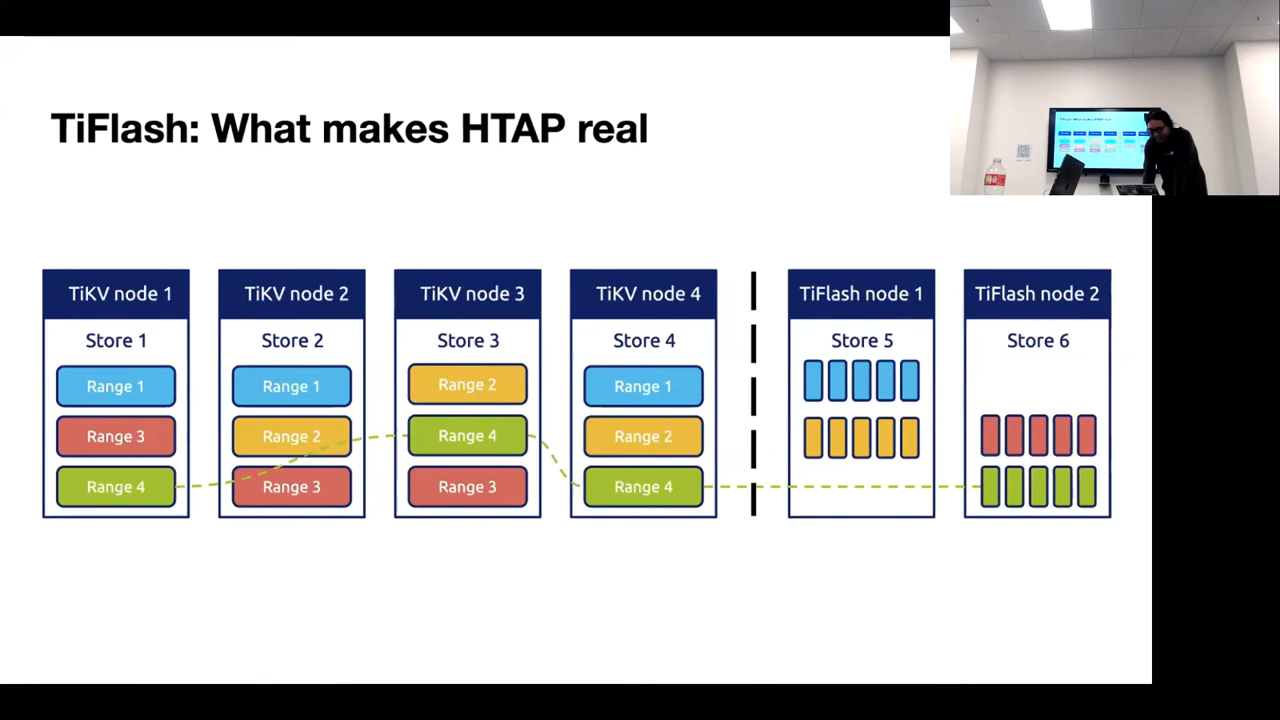 TiFlash: What makes HTAP real
TiKV node 1
Store 1
Range 1
Range 3
Range 4
TiKV node 2
Store 2
Range 1
Range 2
Range 3
TiKV node 3
Store 3
Range 2
Range 4
Range 3
TiKV node 4
Store 4
Range 1
Range 2
Range 4
TiFlash node 1
Store 5
TiFlash node 2
Store 6